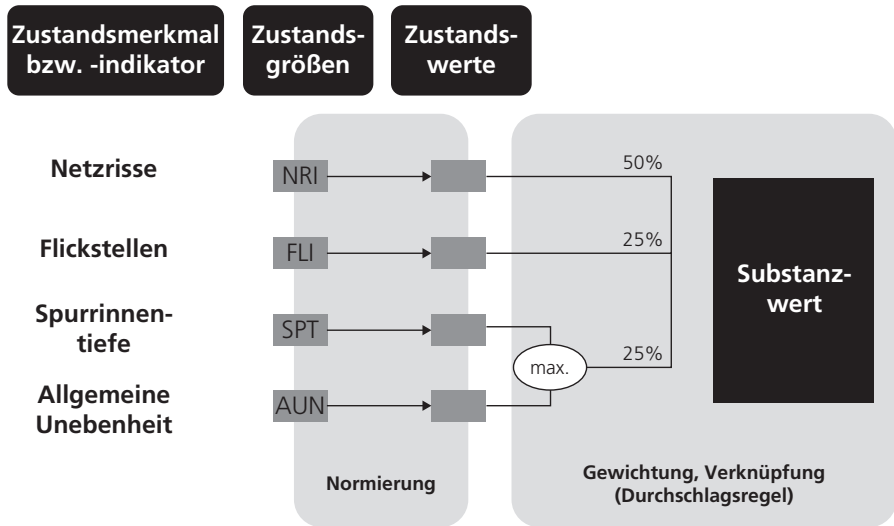 Zustandsmerkmal
bzw. -indikator
Zustands-
größen
Zustands-
werte
Netzrisse
NRI
50%
Flickstellen
FLI
25%
Substanz-
wert
Spurrinnen-
tiefe
SPT
max.
25%
Allgemeine
Unebenheit
AUN
Normierung
Gewichtung, Verknüpfung
(Durchschlagsregel)